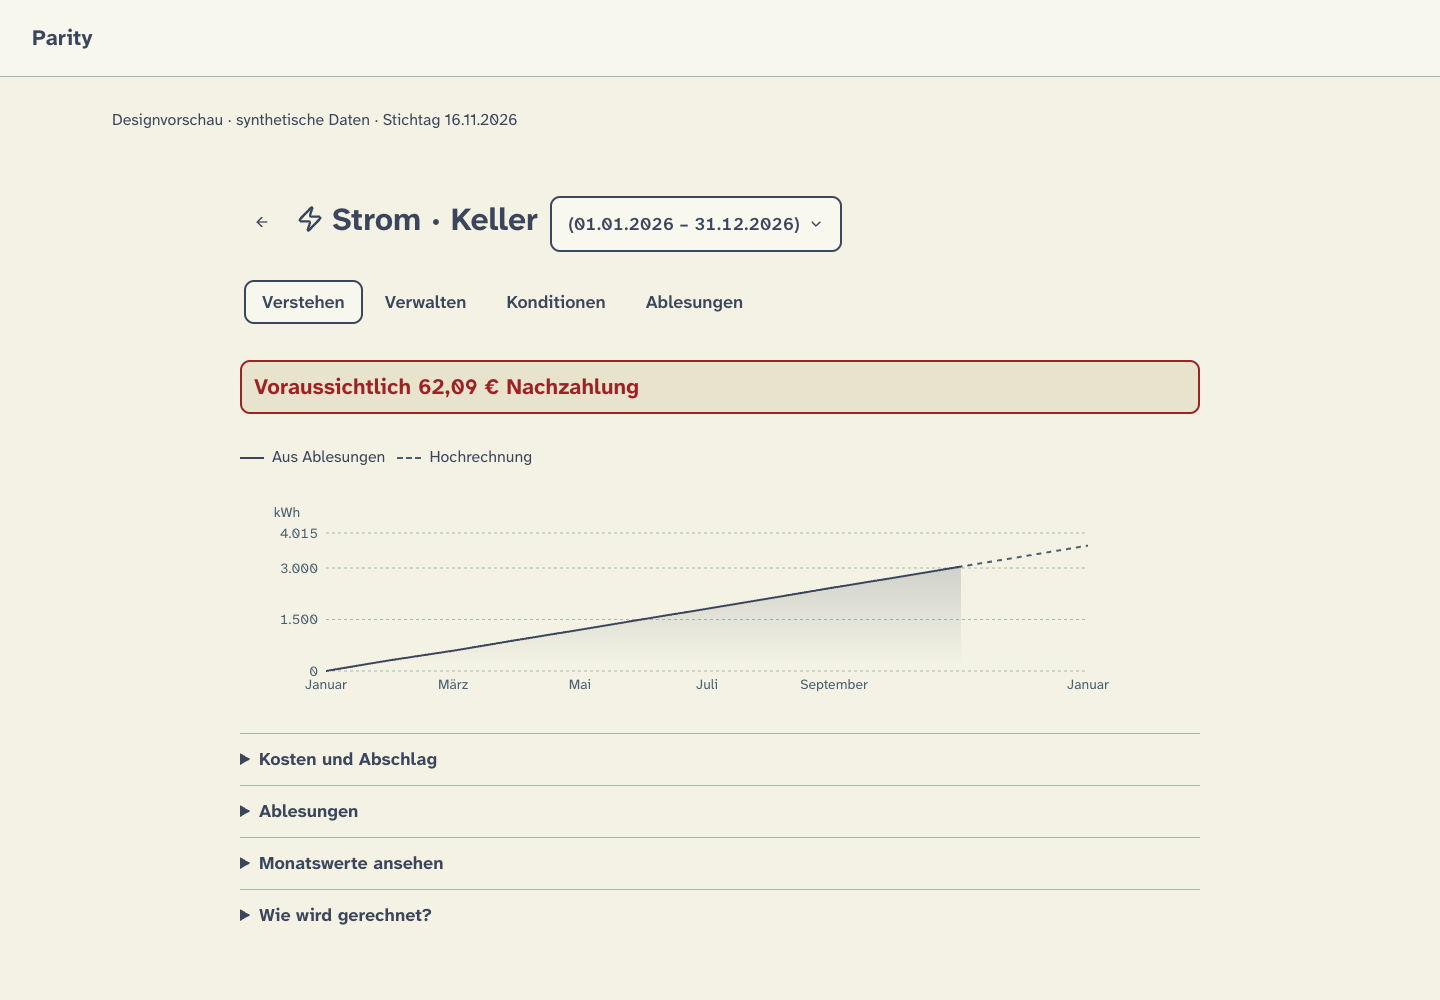 Parity
Designvorschau · synthetische Daten · Stichtag 16.11.2026
Strom · Keller (01.01.2026 – 31.12.2026)
Verstehen Verwalten Konditionen Ablesungen
Voraussichtlich 62,09 € Nachzahlung
Aus Ablesungen Hochrechnung
kWh
4.015
3.000
1.500
0
Januar März Mai Juli September Januar
Kosten und Abschlag
Ablesungen
Monatswerte ansehen
Wie wird gerechnet?